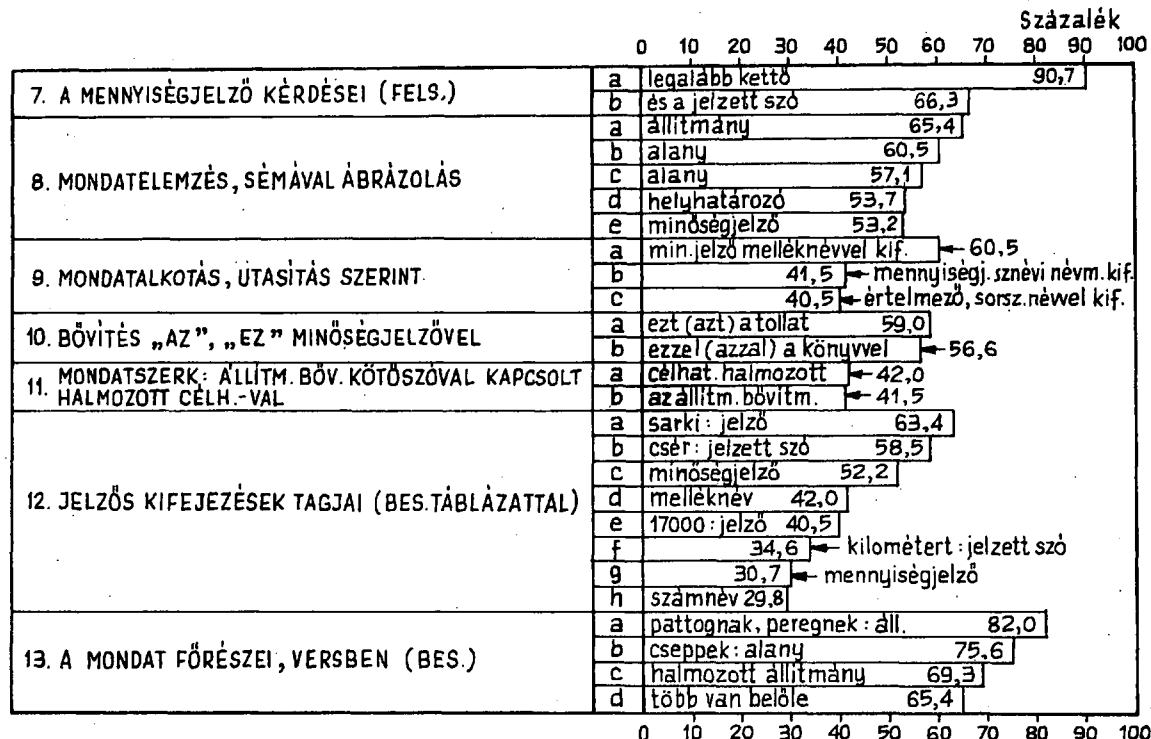 Százalék
0 10 20 30 40 50 60 70 80 90 100
7. A MENNYISÉGJELZŐ KÉRDÉSEI (FELS.)
a legalább kettő 90,7
b és a jelzett szó 66,3
8. MONDATELEMZÉS, SÉMÁVAL ÁBRÁZOLÁS
a állítmány 65,4
b alany 60,5
c alany 57,1
d helyhatározó 53,7
e minőségjelző 53,2
9. MONDATALKOTÁS, UTASÍTÁS SZERINT
a min.jelző melléknévvel kif. 60,5
b 41,5 mennyiségj. sznévi névm. kif.
c 40,5 értelmező, sorsz.névvel kif.
10. BŐVÍTÉS „AZ”, „EZ” MINŐSÉGJELZŐVEL
a ezt (azt) a tollat 59,0
b ezzel (azzal) a könyvvel 56,6
11. MONDATSZERK.: ÁLLÍTM. BŐV. KÖTŐSZÓVAL KAPCSOLT
HALMOZOTT CÉLH.-VAL
a célhat. halmozott 42,0
b az állítm. bővítm. 41,5
12. JELZŐS KIFEJEZÉSEK TAGJAI (BES. TÁBLÁZATTAL)
a sarki : jelző 63,4
b csér : jelzett szó 58,5
c minőségjelző 52,2
d melléknév 42,0
e 17000 : jelző 40,5
f 34,6 kilométert : jelzett szó
g 30,7 mennyiségjelző
h számnév 29,8
13. A MONDAT FŐRÉSZEI, VERSBEN (BES.)
a pattognak, peregnek : áll. 82,0
b cseppek : alany 75,6
c halmozott állítmány 69,3
d több van belőle 65,4
0 10 20 30 40 50 60 70 80 90 100